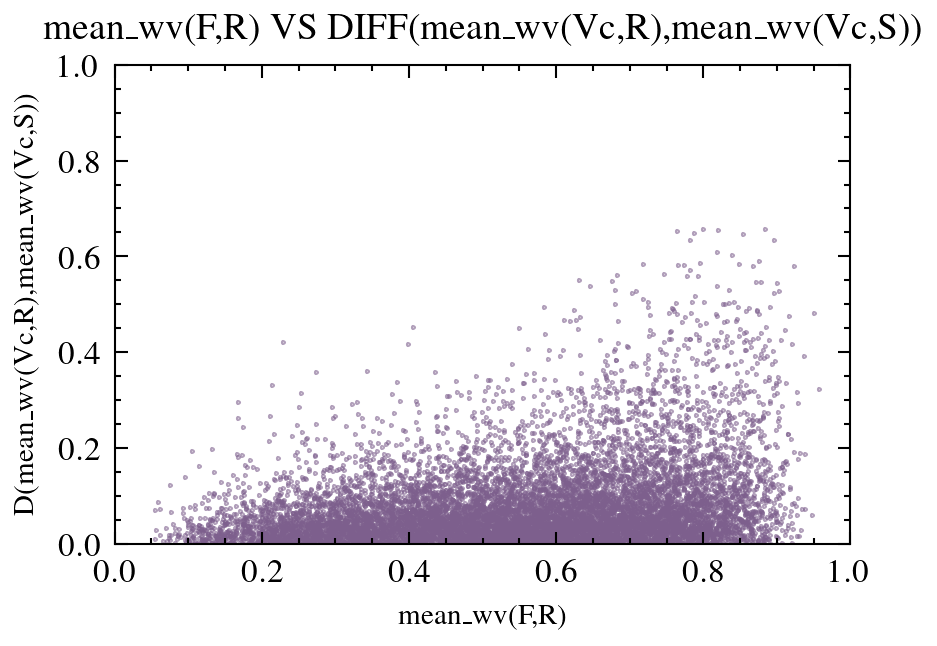 mean_wv(F,R) VS DIFF(mean_wv(Vc,R),mean_wv(Vc,S))
D(mean_wv(Vc,R),mean_wv(Vc,S))
1.0
0.8
0.6
0.4
0.2
0.0
0.0 0.2 0.4 0.6 0.8 1.0
mean_wv(F,R)